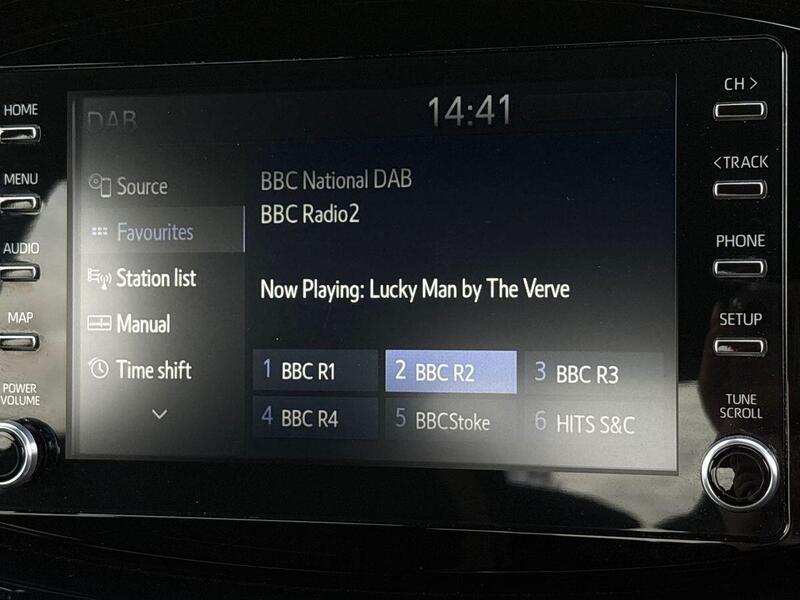 DAB
14:41
HOME
MENU
AUDIO
MAP
POWER
VOLUME
Source
Favourites
Station list
Manual
Time shift
BBC National DAB
BBC Radio2
Now Playing: Lucky Man by The Verve
1 BBC R1
2 BBC R2
3 BBC R3
4 BBC R4
5 BBCStoke
6 HITS S&C
CH >
<TRACK
PHONE
SETUP
TUNE
SCROLL